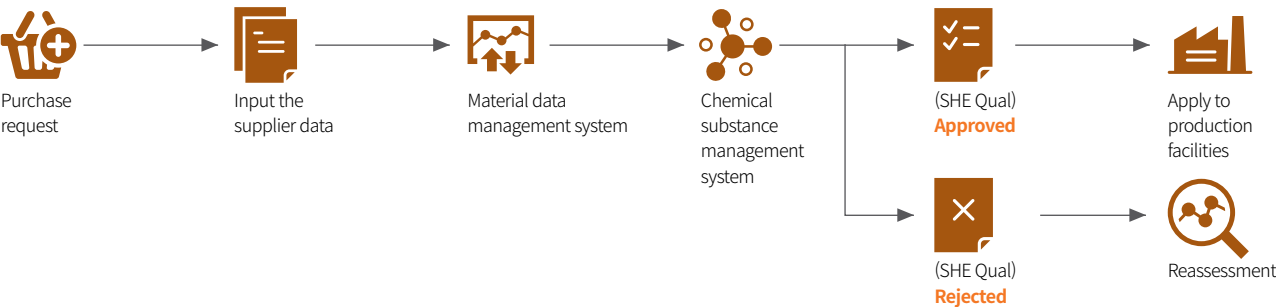 Purchase
request
Input the
supplier data
Material data
management system
Chemical
substance
management
system
(SHE Qual)
Approved
Apply to
production
facilities
(SHE Qual)
Rejected
Reassessment